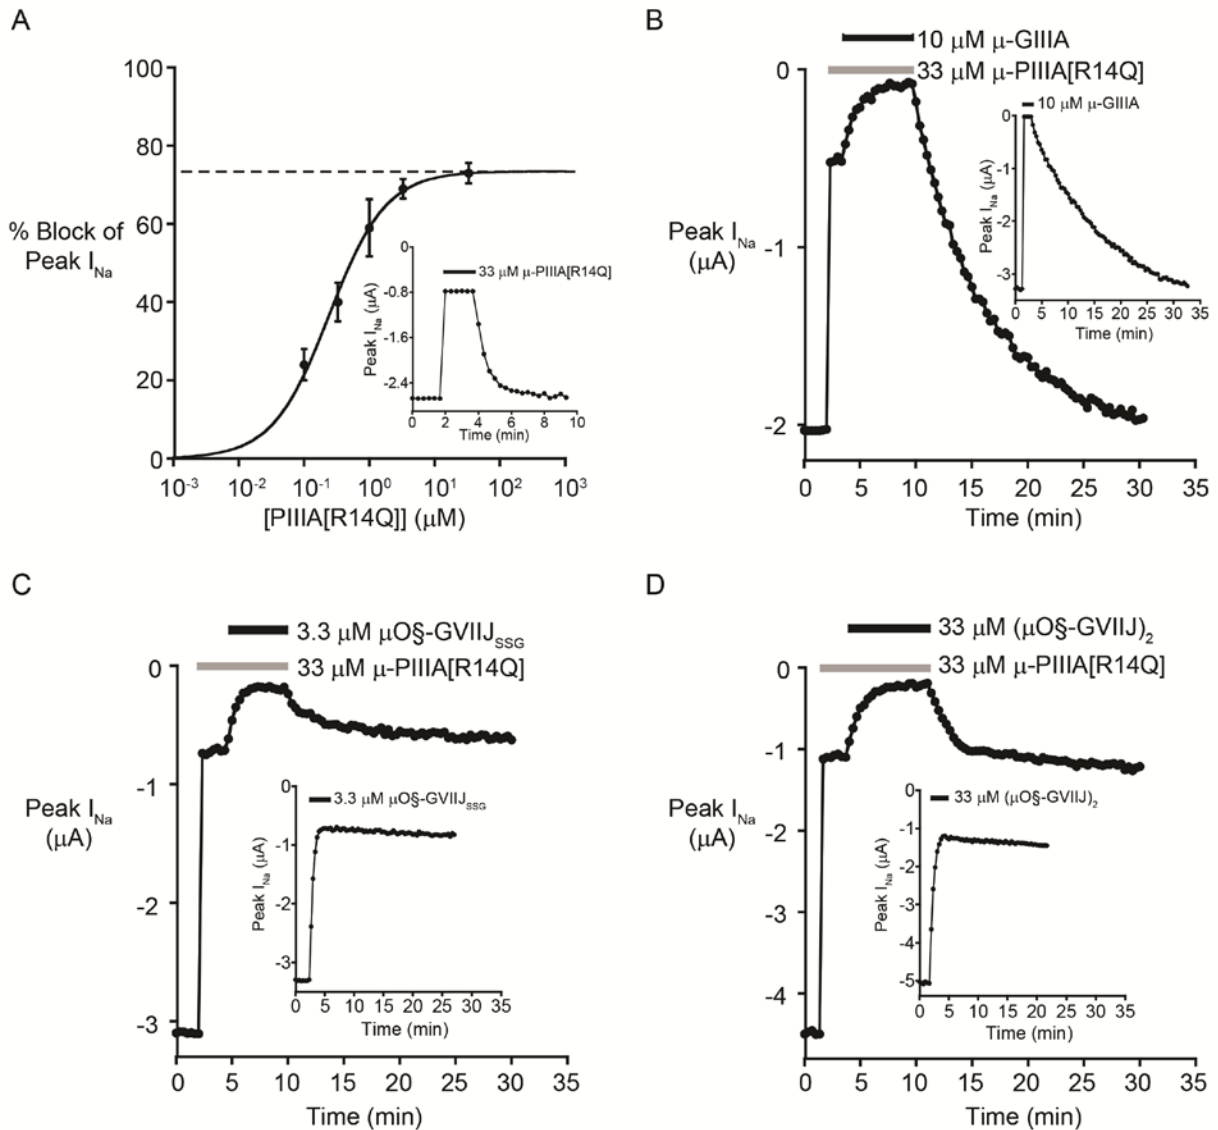 A
100
80
60
40
20
0
% Block of
Peak I_Na
10^-3 10^-2 10^-1 10^0 10^1 10^2 10^3
[PIIIA[R14Q]] (μM)
33 μM μ-PIIIA[R14Q]
Peak I_Na (μA)
0
-0.8
-1.6
-2.4
0 2 4 6 8 10
Time (min)
B
10 μM μ-GIIIA
33 μM μ-PIIIA[R14Q]
Peak I_Na
(μA)
0
-1
-2
0 5 10 15 20 25 30 35
Time (min)
10 μM μ-GIIIA
Peak I_Na (μA)
0
-1
-2
-3
0 5 10 15 20 25 30 35
Time (min)
C
3.3 μM μO§-GVIIJ_SSG
33 μM μ-PIIIA[R14Q]
Peak I_Na
(μA)
0
-1
-2
-3
0 5 10 15 20 25 30 35
Time (min)
3.3 μM μO§-GVIIJ_SSG
Peak I_Na (μA)
0
-1
-2
-3
0 5 10 15 20 25 30 35
Time (min)
D
33 μM (μO§-GVIIJ)_2
33 μM μ-PIIIA[R14Q]
Peak I_Na
(μA)
0
-1
-2
-3
-4
0 5 10 15 20 25 30 35
Time (min)
33 μM (μO§-GVIIJ)_2
Peak I_Na (μA)
0
-1
-2
-3
-4
-5
0 5 10 15 20 25 30 35
Time (min)